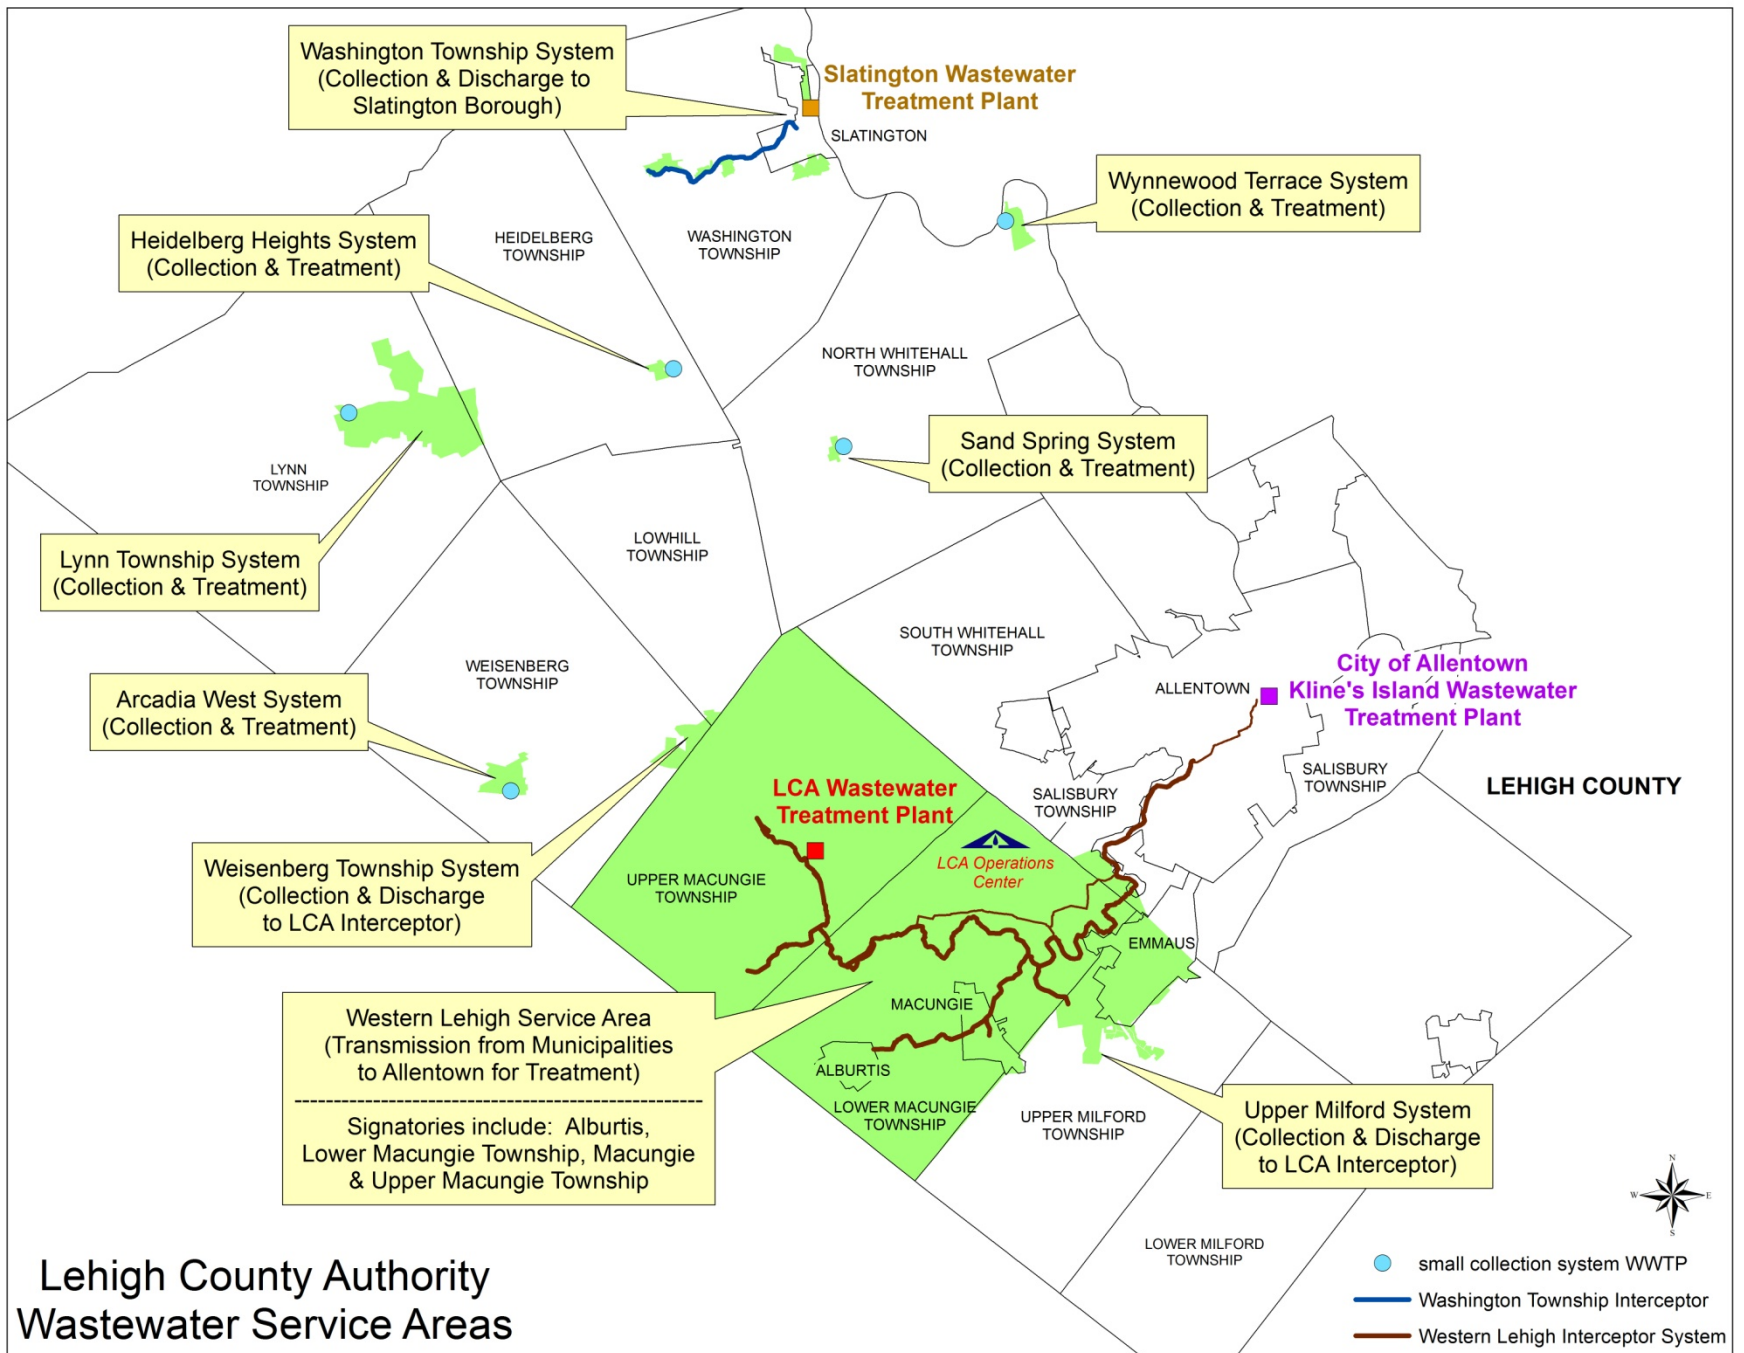 Washington Township System
(Collection & Discharge to
Slatington Borough)
Slatington Wastewater
Treatment Plant
SLATINGTON
Wynnewood Terrace System
(Collection & Treatment)
Heidelberg Heights System
(Collection & Treatment)
HEIDELBERG
TOWNSHIP
WASHINGTON
TOWNSHIP
NORTH WHITEHALL
TOWNSHIP
Sand Spring System
(Collection & Treatment)
LYNN
TOWNSHIP
Lynn Township System
(Collection & Treatment)
LOWHILL
TOWNSHIP
SOUTH WHITEHALL
TOWNSHIP
WEISENBERG
TOWNSHIP
City of Allentown
Kline's Island Wastewater
Treatment Plant
ALLENTOWN
Arcadia West System
(Collection & Treatment)
LCA Wastewater
Treatment Plant
SALISBURY
TOWNSHIP
SALISBURY
TOWNSHIP
LEHIGH COUNTY
LCA Operations
Center
Weisenberg Township System
(Collection & Discharge
to LCA Interceptor)
UPPER MACUNGIE
TOWNSHIP
EMMAUS
Western Lehigh Service Area
(Transmission from Municipalities
to Allentown for Treatment)
----------------------------------------------------
Signatories include: Alburtis,
Lower Macungie Township, Macungie
& Upper Macungie Township
MACUNGIE
ALBURTIS
LOWER MACUNGIE
TOWNSHIP
UPPER MILFORD
TOWNSHIP
Upper Milford System
(Collection & Discharge
to LCA Interceptor)
LOWER MILFORD
TOWNSHIP
N
W
E
S
small collection system WWTP
Washington Township Interceptor
Western Lehigh Interceptor System
Lehigh County Authority
Wastewater Service Areas